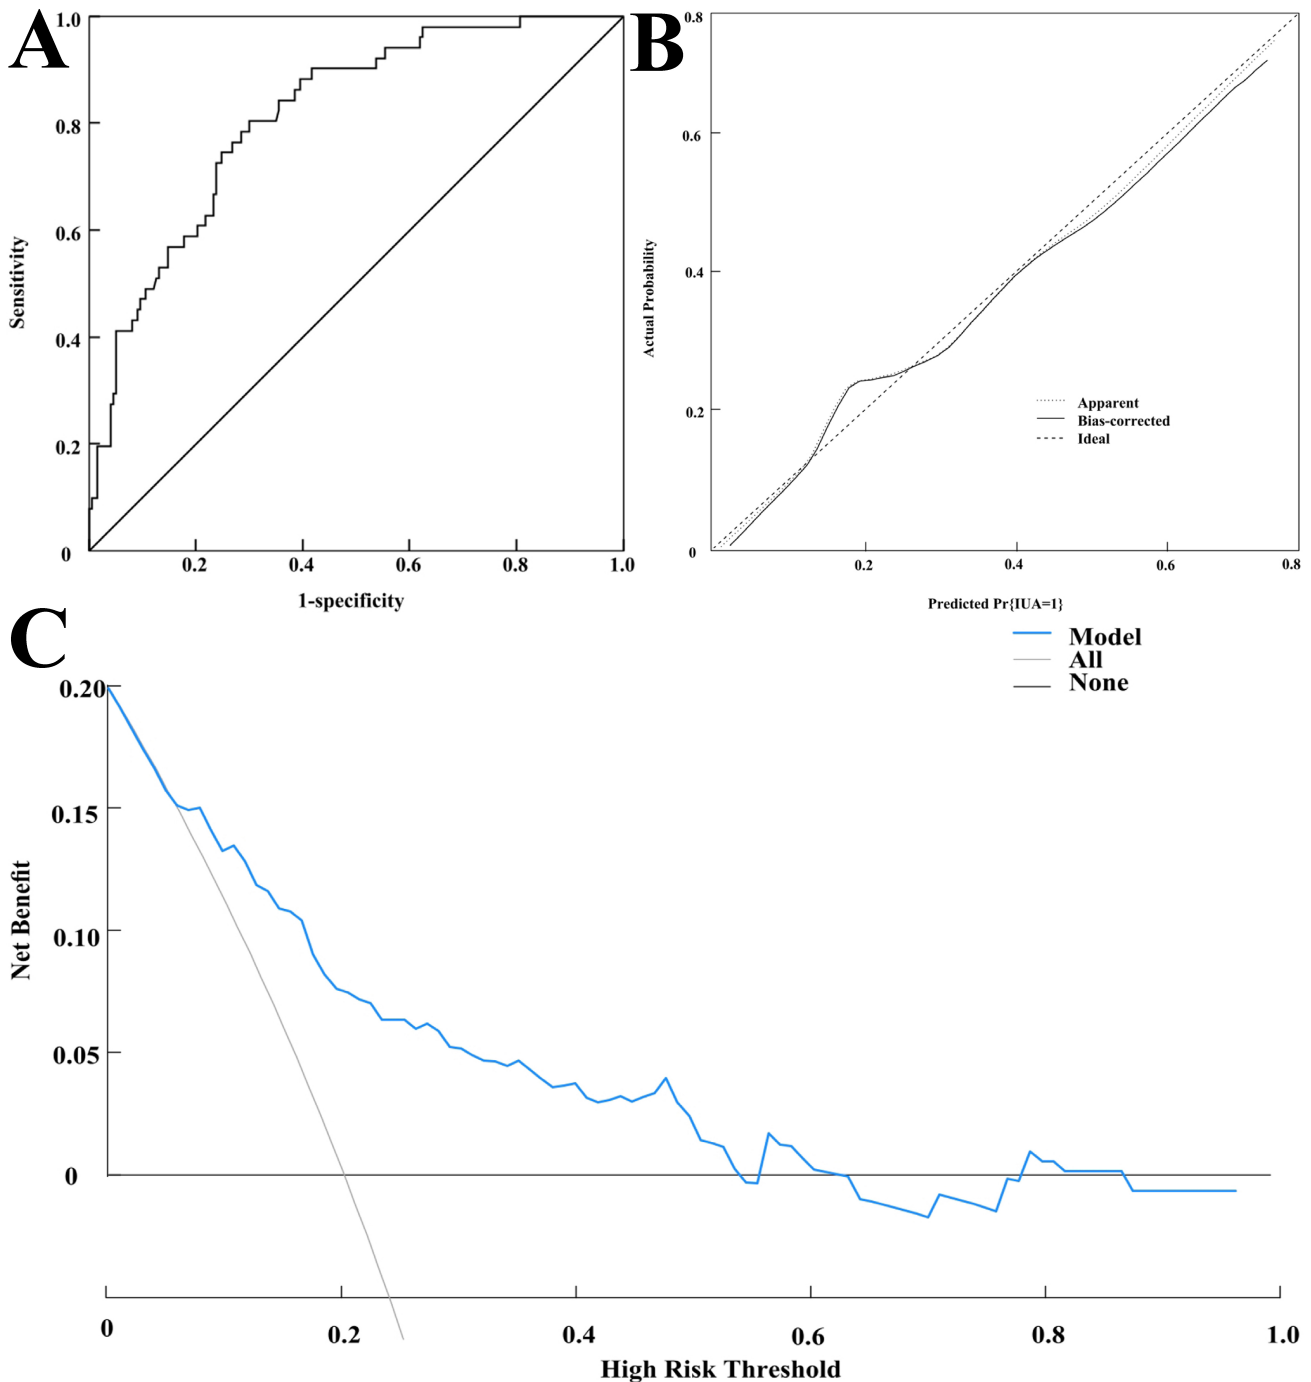 A
1.0
0.8
0.6
0.4
0.2
0
Sensitivity
0.2 0.4 0.6 0.8 1.0
1-specificity
B
0.8
0.6
0.4
0.2
0
Actual Probability
Apparent
Bias-corrected
Ideal
0.2 0.4 0.6 0.8
Predicted Pr{IUA=1}
C
Model
All
None
0.20
0.15
0.10
0.05
0
Net Benefit
0 0.2 0.4 0.6 0.8 1.0
High Risk Threshold